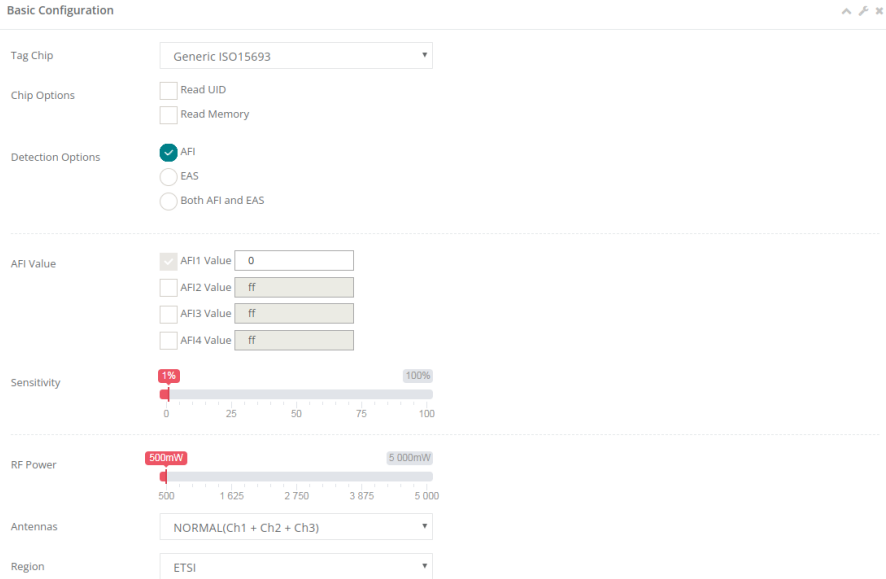 Basic Configuration
Tag Chip
Generic ISO15693
Chip Options
Read UID
Read Memory
Detection Options
AFI
EAS
Both AFI and EAS
AFI Value
AFI1 Value 0
AFI2 Value ff
AFI3 Value ff
AFI4 Value ff
Sensitivity
1% 100%
0 25 50 75 100
RF Power
500mW 5 000mW
500 1 625 2 750 3 875 5 000
Antennas
NORMAL(Ch1 + Ch2 + Ch3)
Region
ETSI